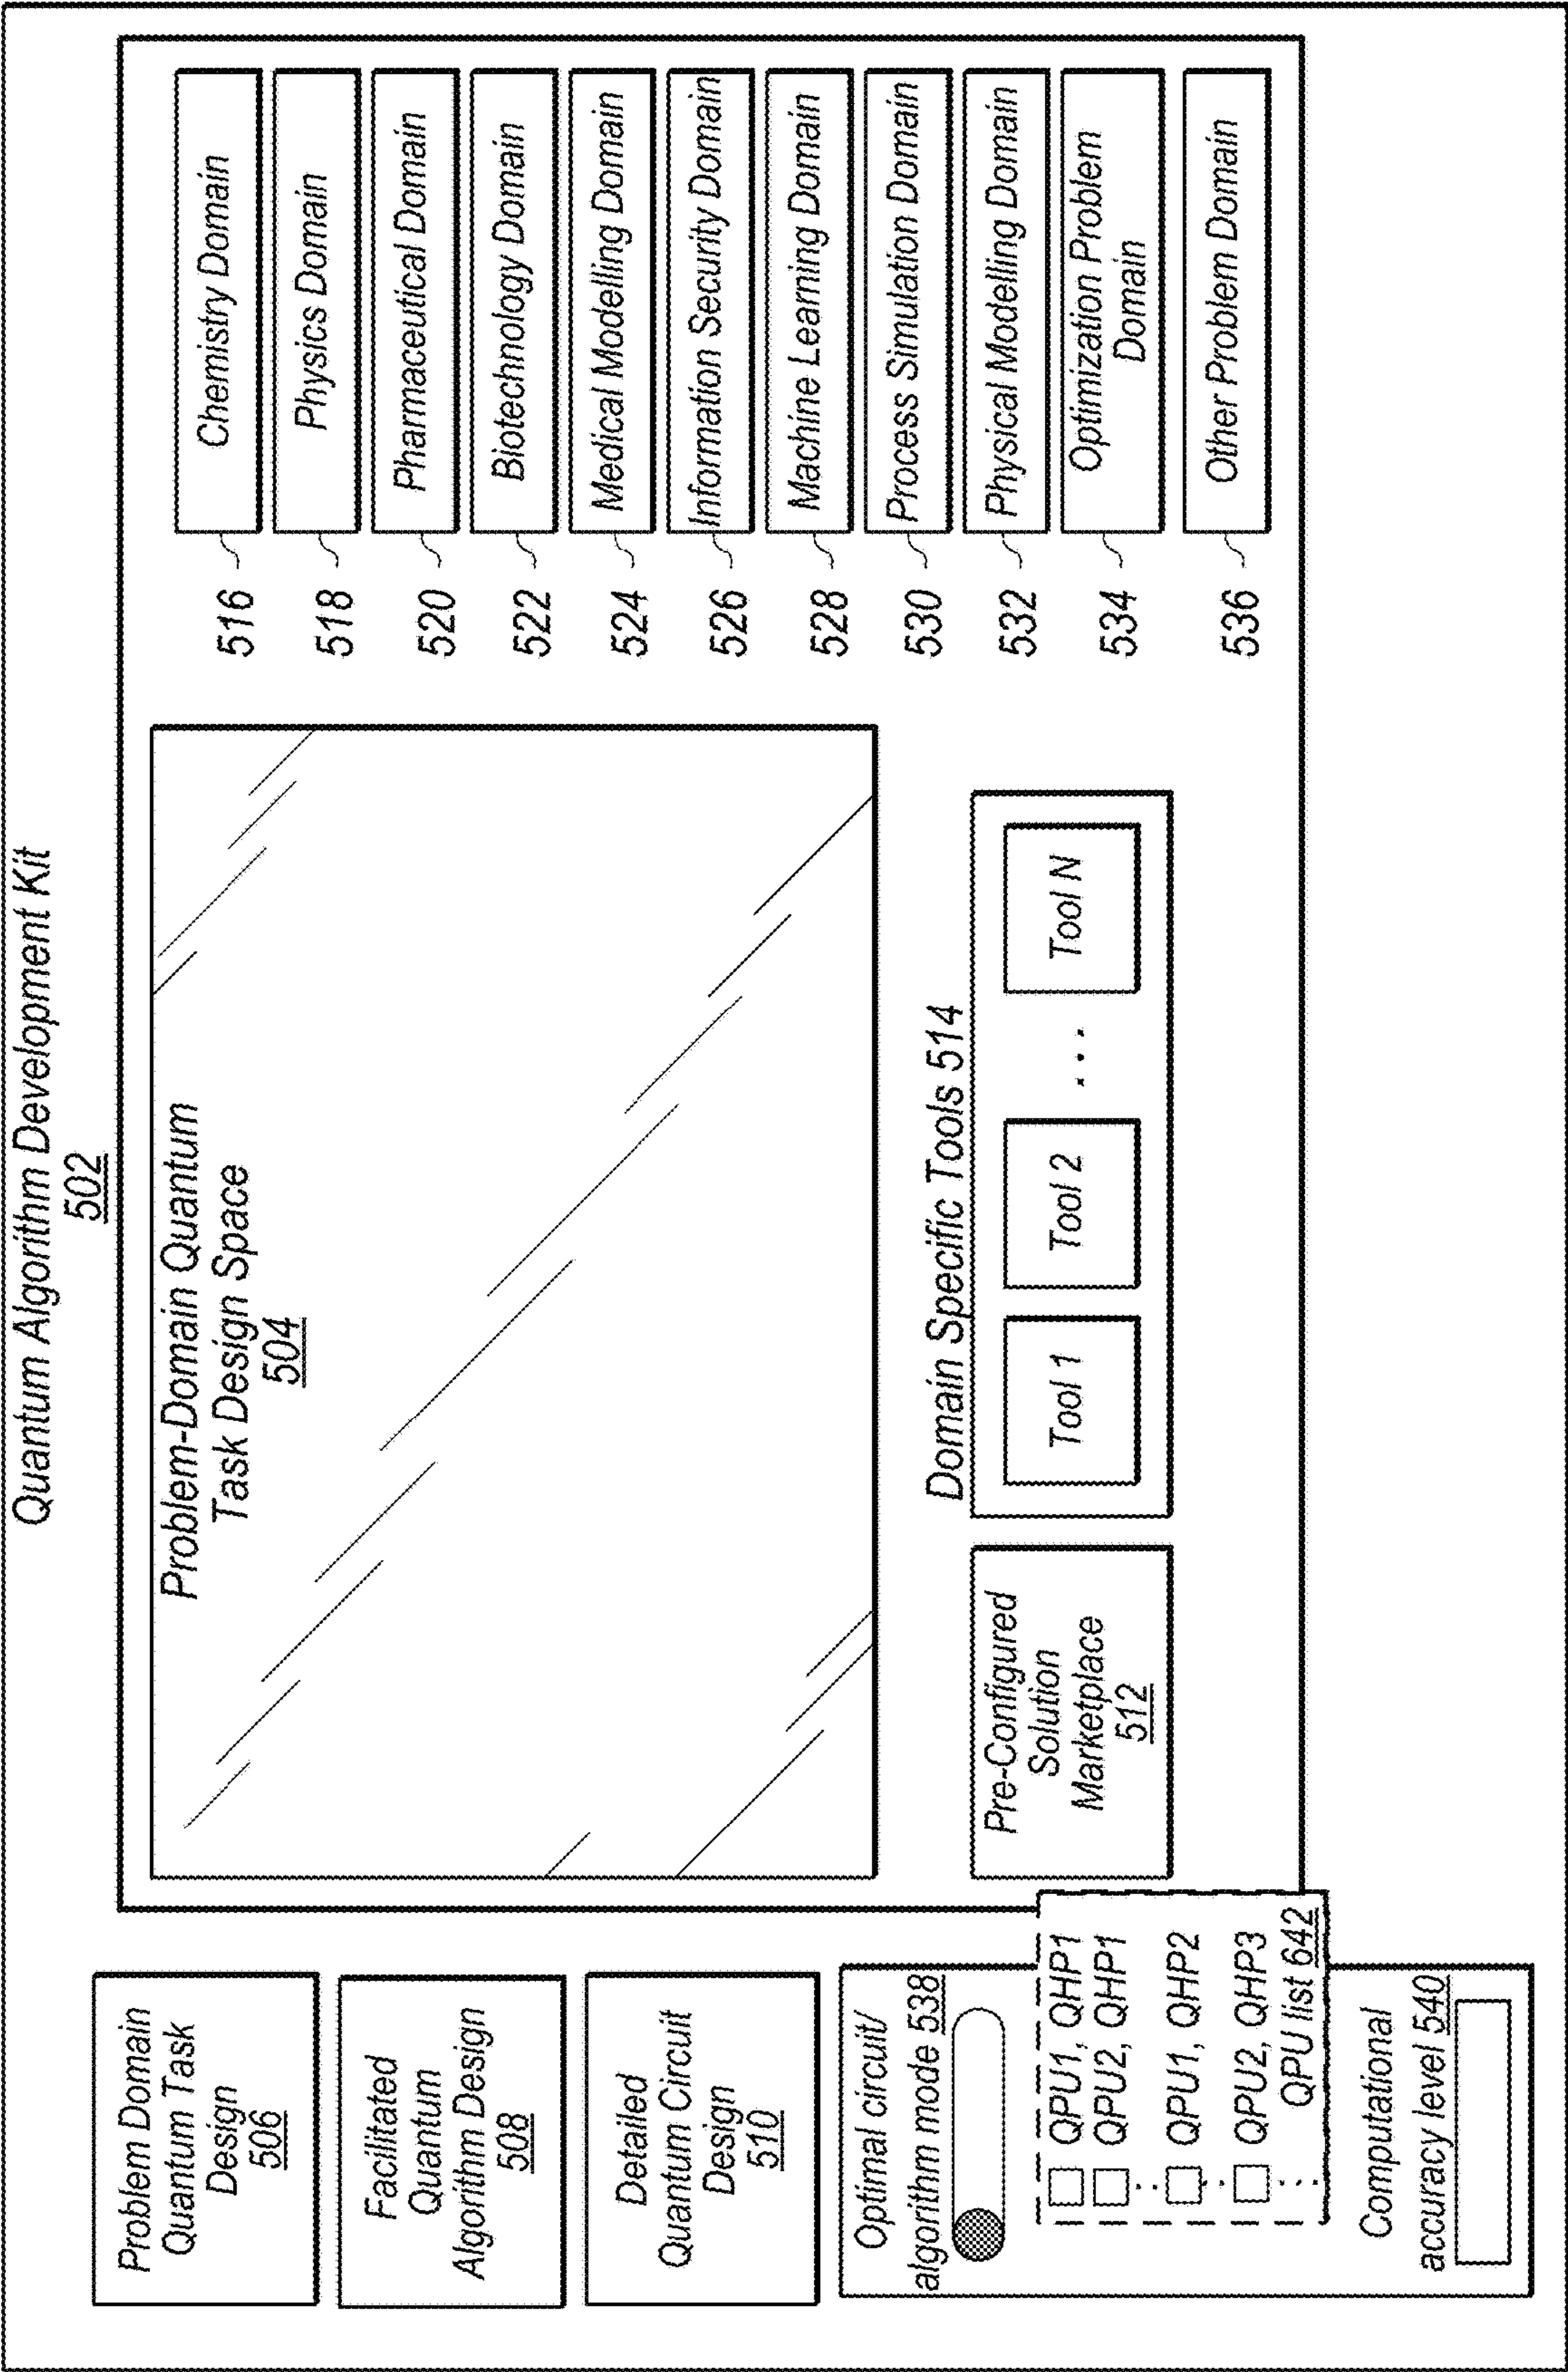 Quantum Algorithm Development Kit
502
Problem Domain
Quantum Task
Design
506
Facilitated
Quantum
Algorithm Design
508
Detailed
Quantum Circuit
Design
510
Optimal circuit/
algorithm mode 538
QPU1, QHP1
QPU2, QHP1
QPU1, QHP2
QPU2, QHP3
QPU list 642
Computational
accuracy level 540
Problem-Domain Quantum
Task Design Space
504
Pre-Configured
Solution
Marketplace
512
Domain Specific Tools 514
Tool 1
Tool 2
...
Tool N
516 Chemistry Domain
518 Physics Domain
520 Pharmaceutical Domain
522 Biotechnology Domain
524 Medical Modelling Domain
526 Information Security Domain
528 Machine Learning Domain
530 Process Simulation Domain
532 Physical Modelling Domain
534 Optimization Problem
Domain
536 Other Problem Domain